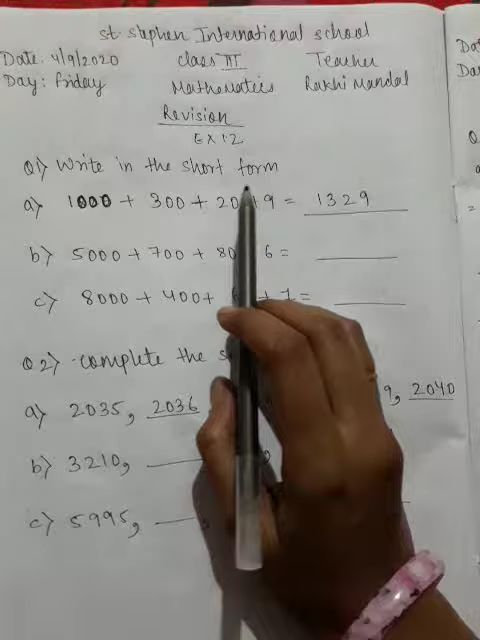 st. stephen International school
Date: 4/9/2020 class III Teacher
Day: friday Mathematics Rakhi Mandal
Revision
Ex 1.2
Q1) Write in the short form
a) 1000 + 300 + 20 + 9 = 1329
b) 5000 + 700 + 80 6 =
c) 8000 + 400 + + 1 =
Q2) complete the
a) 2035, 2036 9, 2040
b) 3210,
c) 5995,